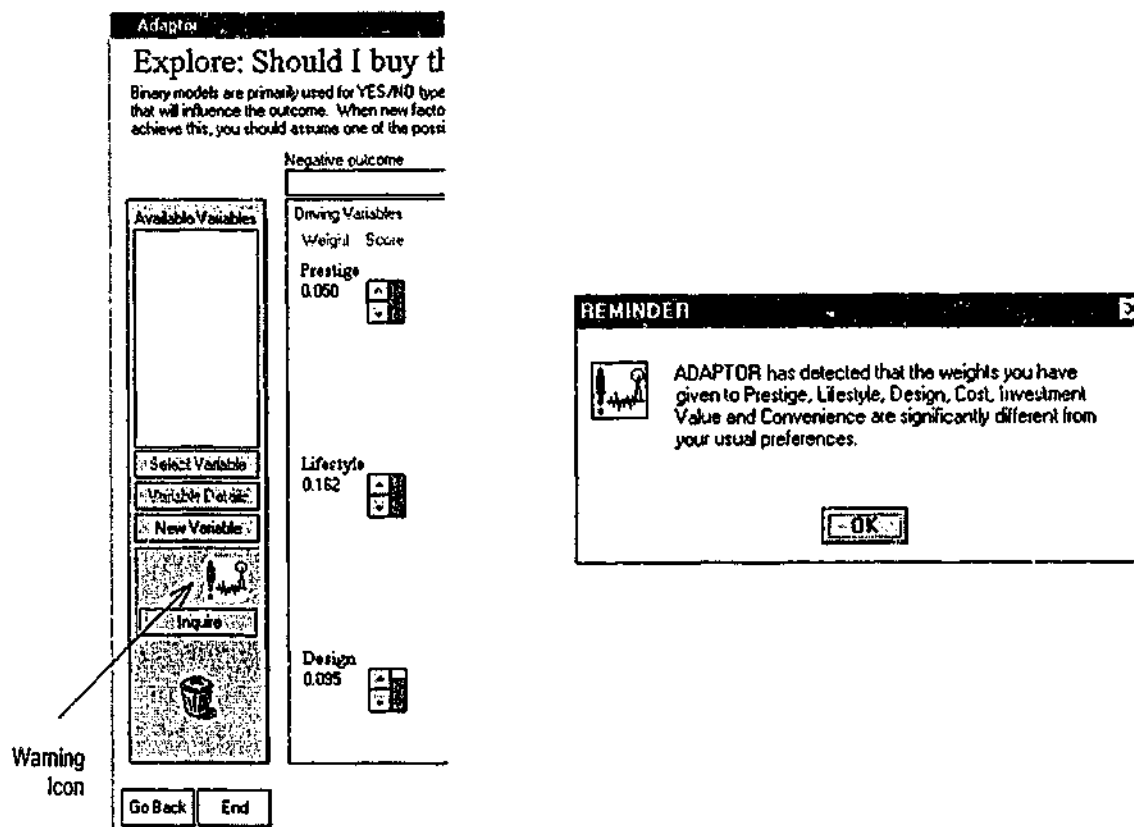 Adaptor
Explore: Should I buy th
Binary models are primarily used for YES/NO type
that will influence the outcome. When new facto
achieve this, you should assume one of the possi
Negative outcome
Available Variables
Driving Variables
Weight Score
Prestige
0.050
Select Variable
Variable Details
New Variable
Lifestyle
0.162
Inquire
Design
0.095
Warning
Icon
Go Back End
REMINDER
ADAPTOR has detected that the weights you have
given to Prestige, Lifestyle, Design, Cost, Investment
Value and Convenience are significantly different from
your usual preferences.
OK